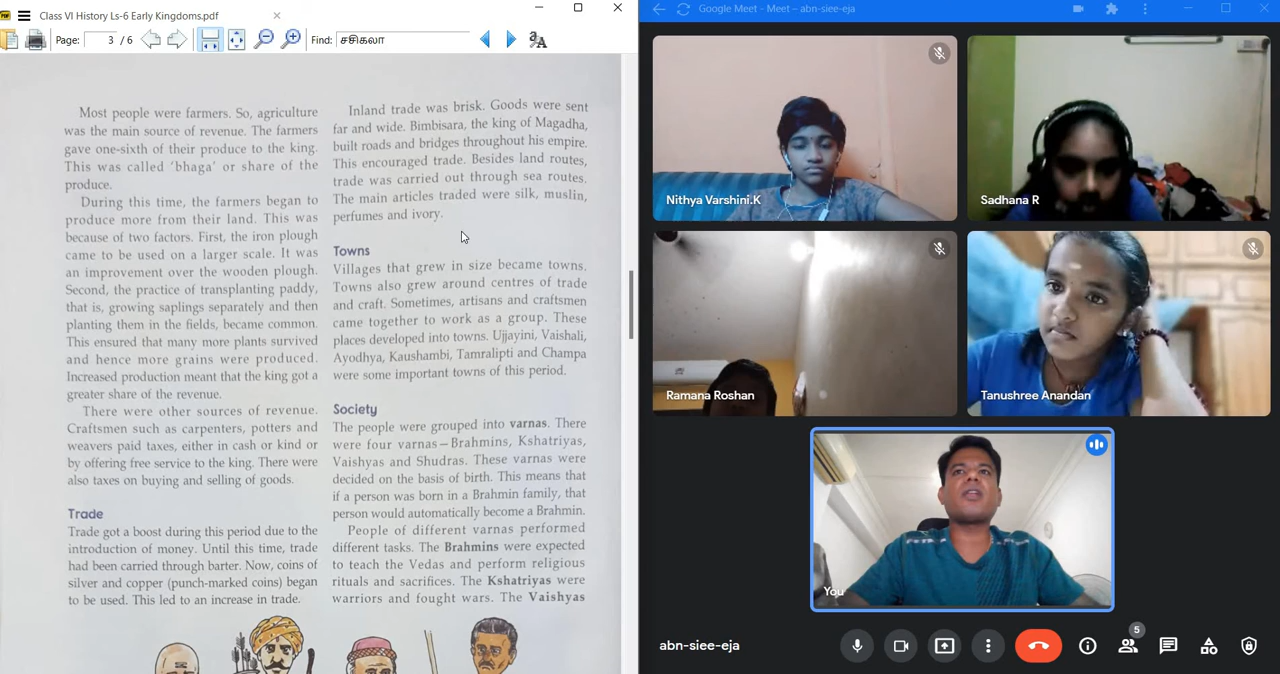 Class VI History Ls-6 Early Kingdoms.pdf
Page: 3 / 6 Find:
Most people were farmers. So, agriculture
was the main source of revenue. The farmers
gave one-sixth of their produce to the king.
This was called 'bhaga' or share of the
produce.
During this time, the farmers began to
produce more from their land. This was
because of two factors. First, the iron plough
came to be used on a larger scale. It was
an improvement over the wooden plough.
Second, the practice of transplanting paddy,
that is, growing saplings separately and then
planting them in the fields, became common.
This ensured that many more plants survived
and hence more grains were produced.
Increased production meant that the king got a
greater share of the revenue.
There were other sources of revenue.
Craftsmen such as carpenters, potters and
weavers paid taxes, either in cash or kind or
by offering free service to the king. There were
also taxes on buying and selling of goods.
Trade
Trade got a boost during this period due to the
introduction of money. Until this time, trade
had been carried through barter. Now, coins of
silver and copper (punch-marked coins) began
to be used. This led to an increase in trade.
Inland trade was brisk. Goods were sent
far and wide. Bimbisara, the king of Magadha,
built roads and bridges throughout his empire.
This encouraged trade. Besides land routes,
trade was carried out through sea routes.
The main articles traded were silk, muslin,
perfumes and ivory.
Towns
Villages that grew in size became towns.
Towns also grew around centres of trade
and craft. Sometimes, artisans and craftsmen
came together to work as a group. These
places developed into towns. Ujjayini, Vaishali,
Ayodhya, Kaushambi, Tamralipti and Champa
were some important towns of this period.
Society
The people were grouped into varnas. There
were four varnas—Brahmins, Kshatriyas,
Vaishyas and Shudras. These varnas were
decided on the basis of birth. This means that
if a person was born in a Brahmin family, that
person would automatically become a Brahmin.
People of different varnas performed
different tasks. The Brahmins were expected
to teach the Vedas and perform religious
rituals and sacrifices. The Kshatriyas were
warriors and fought wars. The Vaishyas
Google Meet - Meet – abn-siee-eja
Nithya Varshini.K
Sadhana R
Ramana Roshan
Tanushree Anandan
You
abn-siee-eja
5